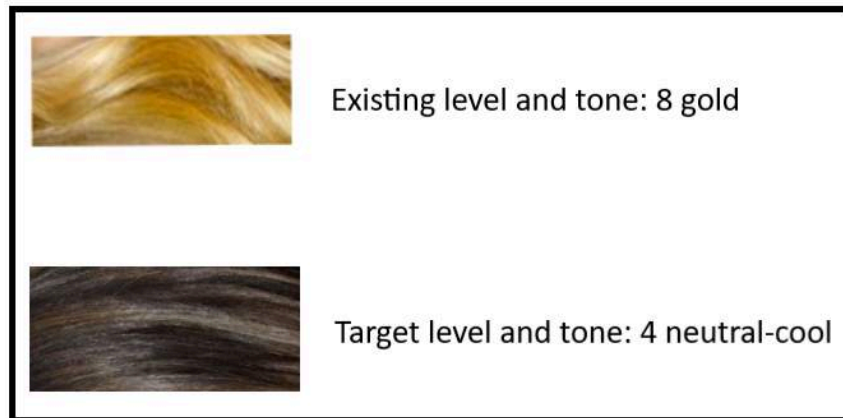 Existing level and tone: 8 gold
Target level and tone: 4 neutral-cool